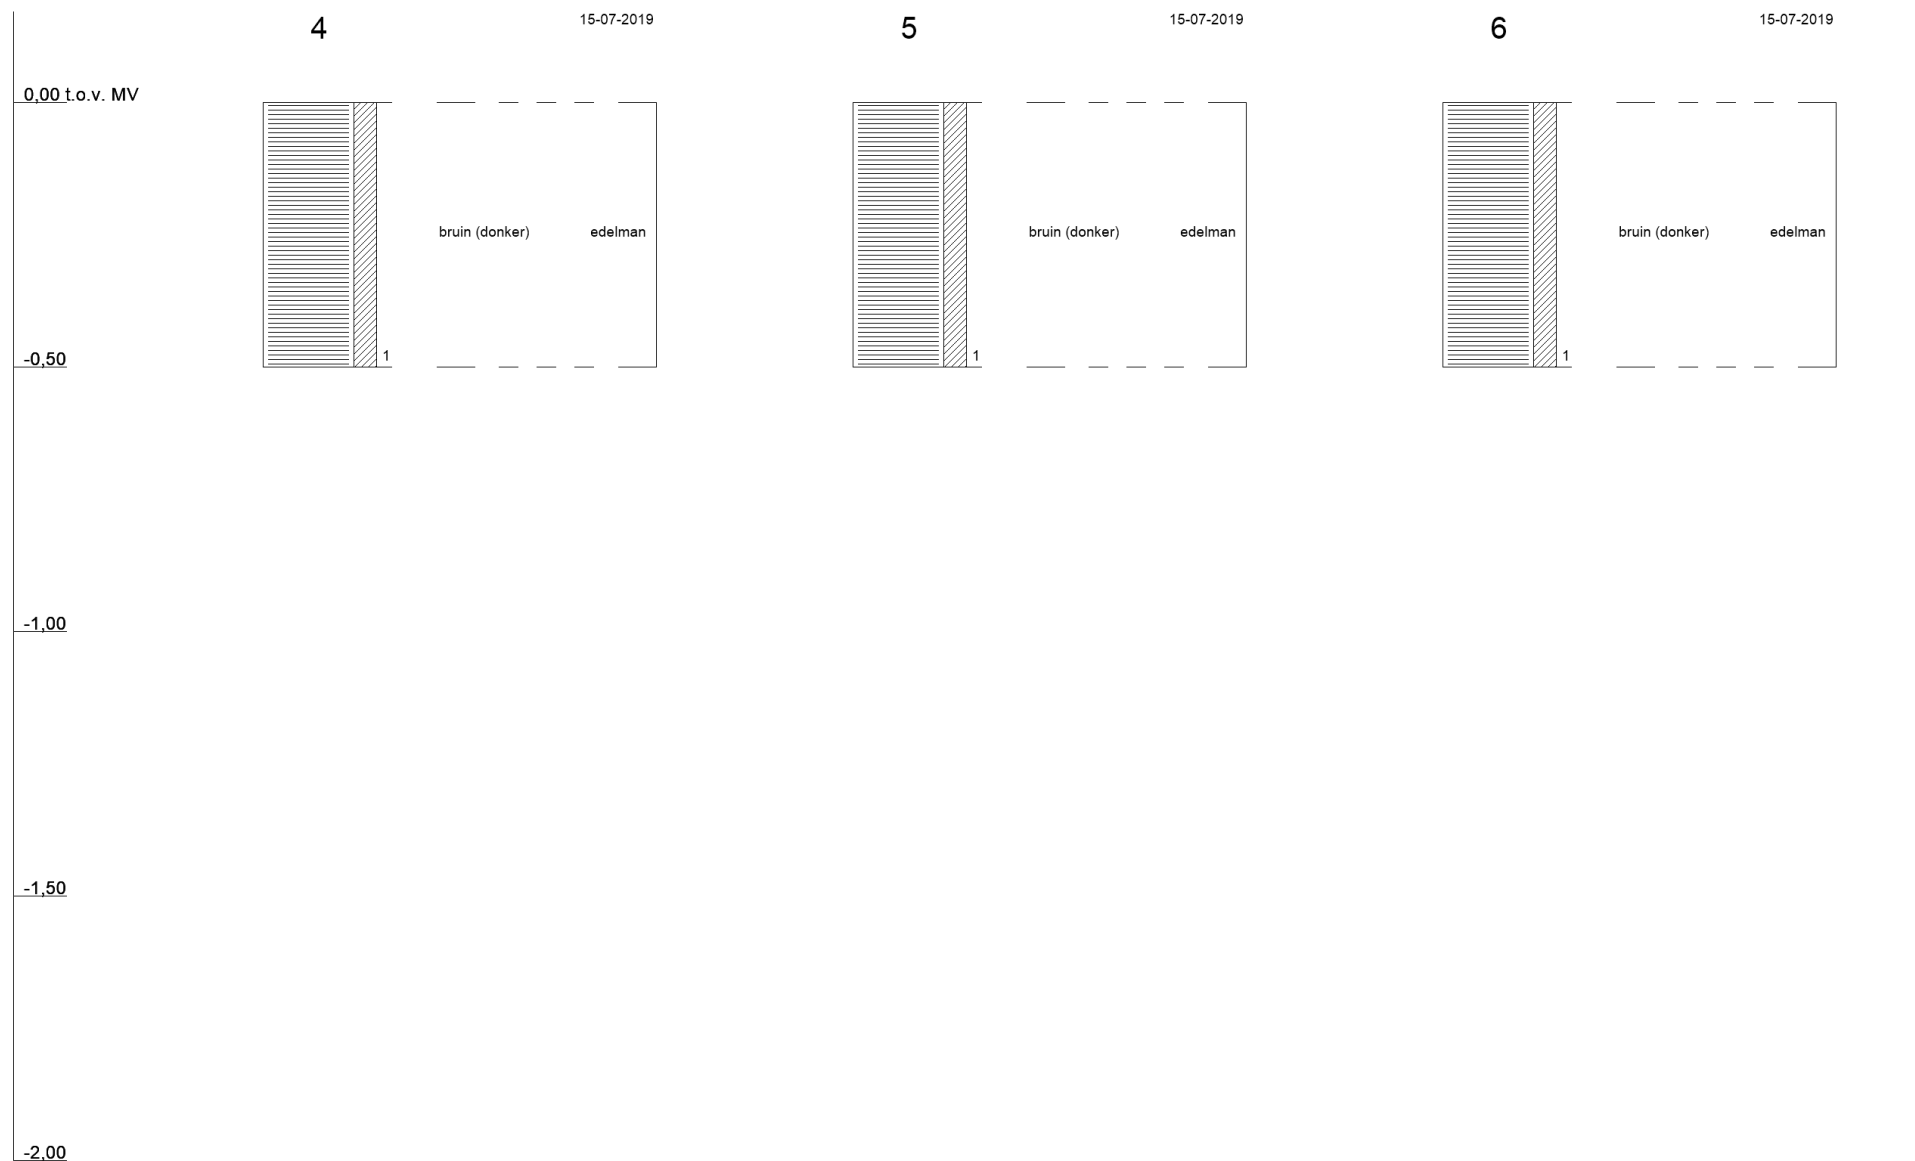 4
15-07-2019
5
15-07-2019
6
15-07-2019
0,00 t.o.v. MV
bruin (donker)
edelman
bruin (donker)
edelman
bruin (donker)
edelman
1
1
1
-0,50
-1,00
-1,50
-2,00